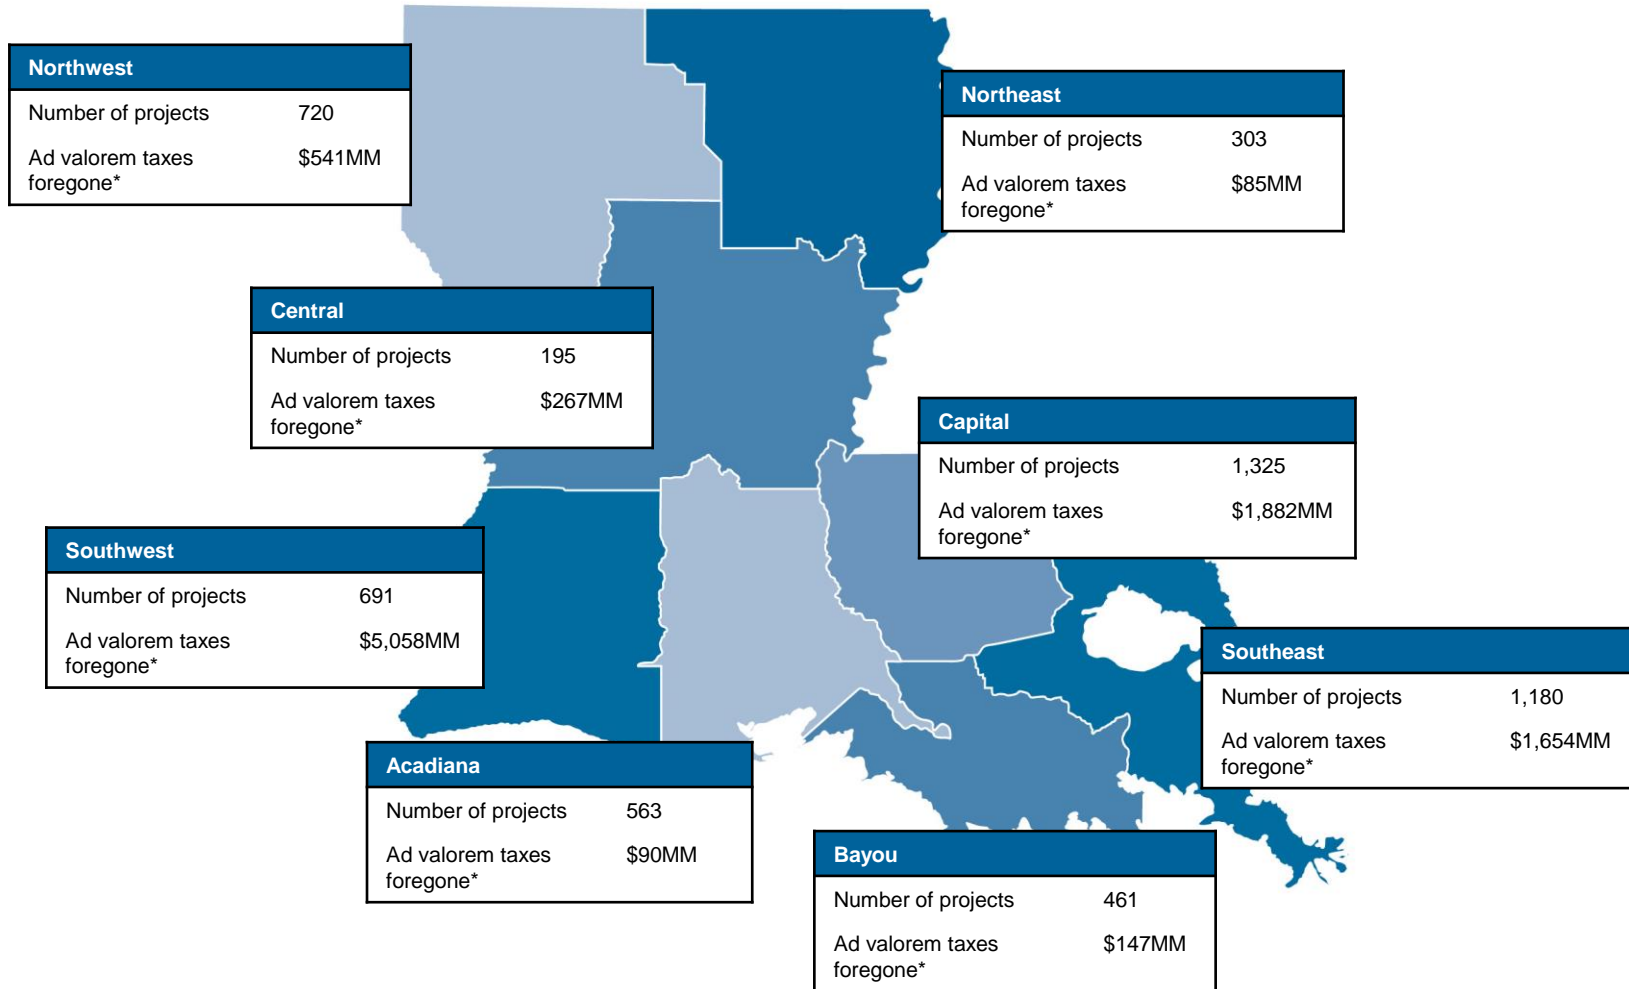 Northwest
Number of projects 720
Ad valorem taxes $541MM
foregone*
Northeast
Number of projects 303
Ad valorem taxes $85MM
foregone*
Central
Number of projects 195
Ad valorem taxes $267MM
foregone*
Capital
Number of projects 1,325
Ad valorem taxes $1,882MM
foregone*
Southwest
Number of projects 691
Ad valorem taxes $5,058MM
foregone*
Southeast
Number of projects 1,180
Ad valorem taxes $1,654MM
foregone*
Acadiana
Number of projects 563
Ad valorem taxes $90MM
foregone*
Bayou
Number of projects 461
Ad valorem taxes $147MM
foregone*